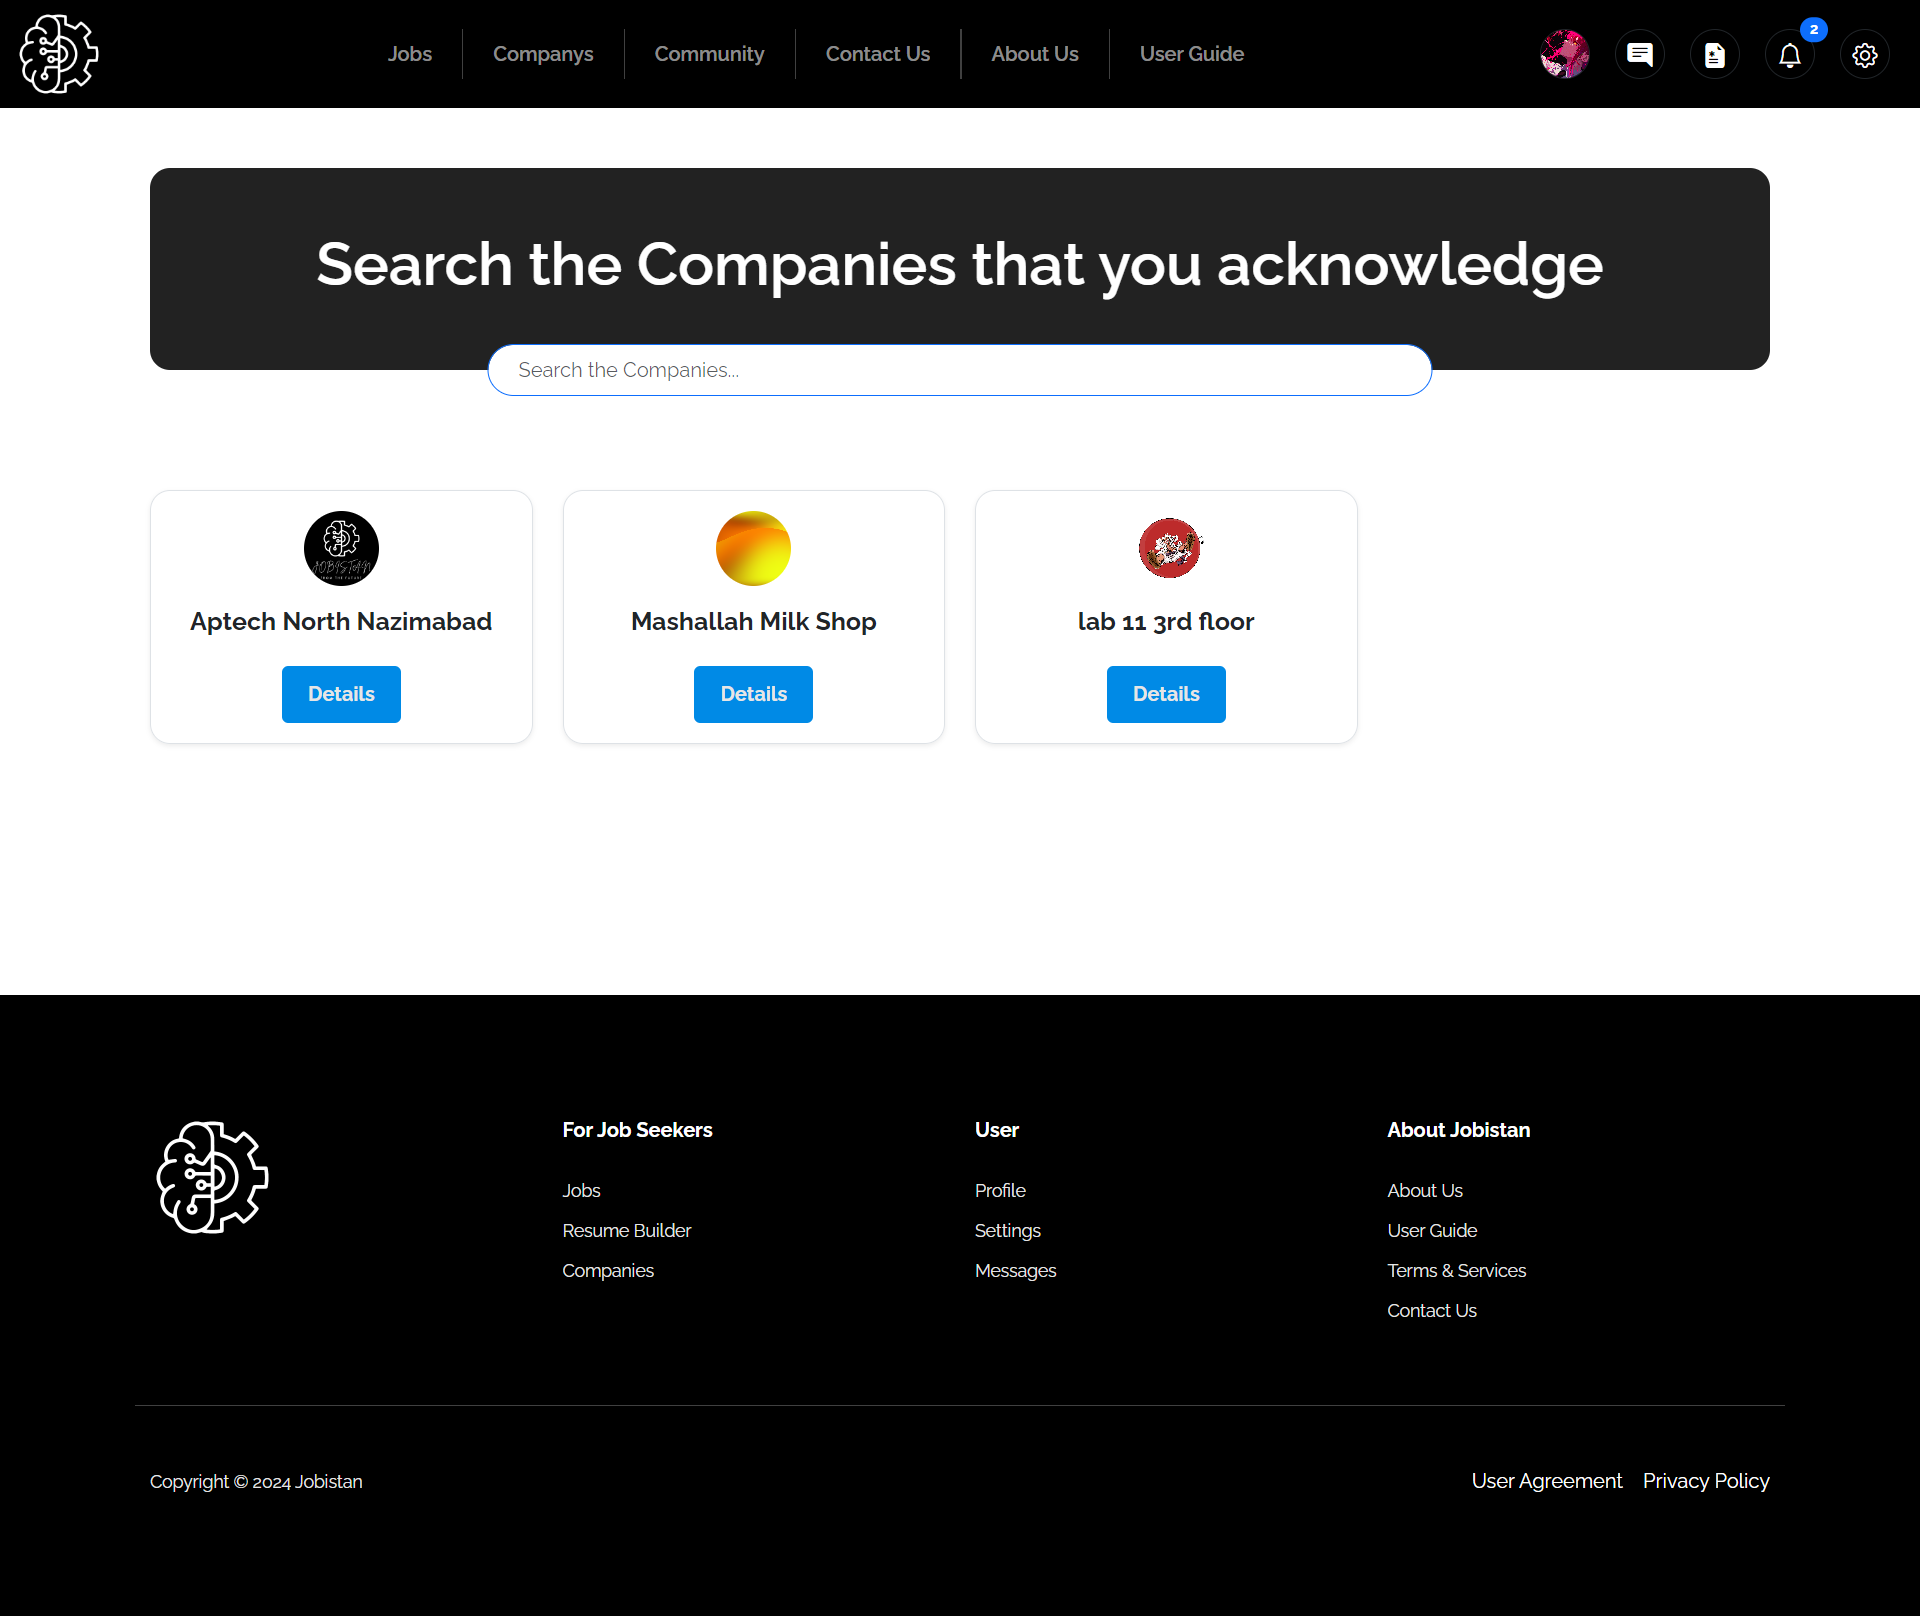 Jobs
Companys
Community
Contact Us
About Us
User Guide
2
Search the Companies that you acknowledge
Search the Companies...
JOBISTAN
Aptech North Nazimabad
Details
Mashallah Milk Shop
Details
lab 11 3rd floor
Details
For Job Seekers
Jobs
Resume Builder
Companies
User
Profile
Settings
Messages
About Jobistan
About Us
User Guide
Terms & Services
Contact Us
Copyright © 2024 Jobistan
User Agreement
Privacy Policy